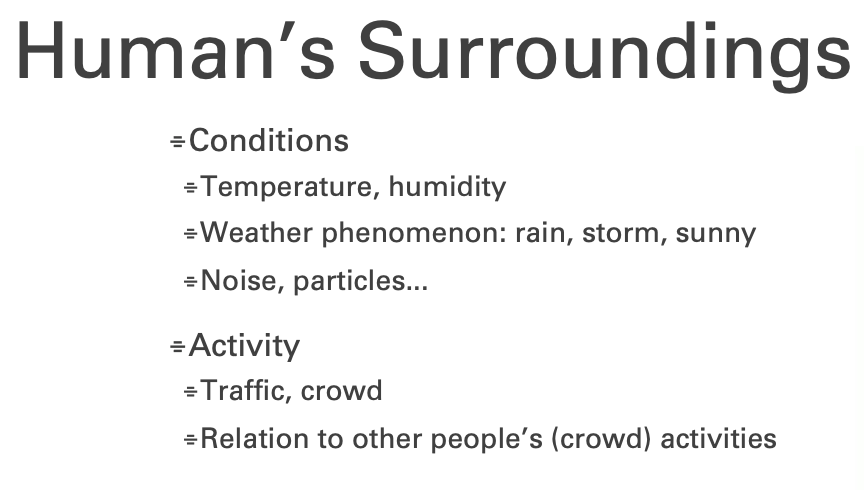 Human’s Surroundings
Conditions
Temperature, humidity
Weather phenomenon: rain, storm, sunny
Noise, particles...
Activity
Traffic, crowd
Relation to other people’s (crowd) activities